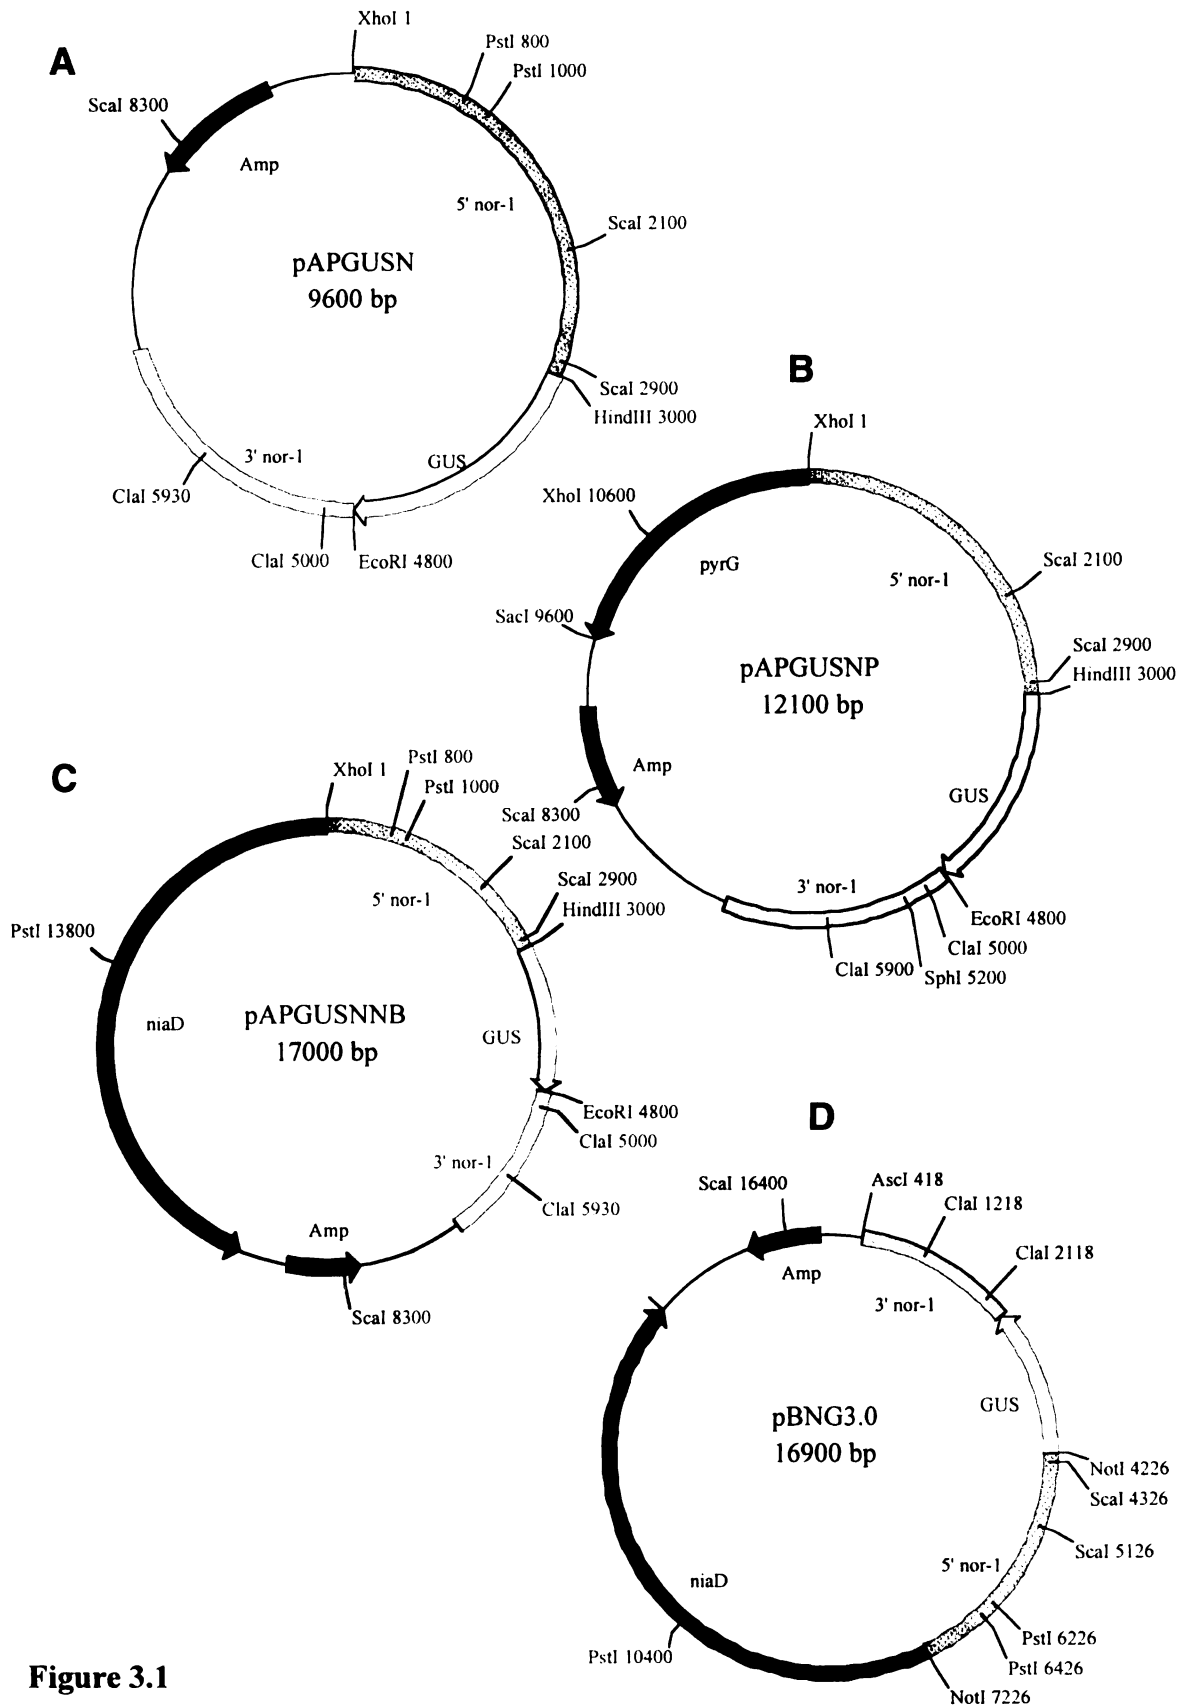 A
XhoI 1
PstI 800
PstI 1000
ScaI 8300
Amp
5' nor-1
ScaI 2100
pAPGUSN
9600 bp
ScaI 2900
HindIII 3000
GUS
3' nor-1
ClaI 5930
ClaI 5000
EcoRI 4800
B
XhoI 1
XhoI 10600
pyrG
5' nor-1
ScaI 2100
SacI 9600
pAPGUSNP
12100 bp
ScaI 2900
HindIII 3000
Amp
ScaI 8300
GUS
3' nor-1
EcoRI 4800
ClaI 5000
SphI 5200
ClaI 5900
C
XhoI 1
PstI 800
PstI 1000
ScaI 2100
5' nor-1
ScaI 2900
HindIII 3000
PstI 13800
niaD
pAPGUSNNB
17000 bp
GUS
EcoRI 4800
ClaI 5000
3' nor-1
ClaI 5930
Amp
ScaI 8300
D
ScaI 16400
AscI 418
ClaI 1218
ClaI 2118
Amp
3' nor-1
GUS
pBNG3.0
16900 bp
NotI 4226
ScaI 4326
ScaI 5126
5' nor-1
niaD
PstI 6226
PstI 6426
PstI 10400
NotI 7226
Figure 3.1